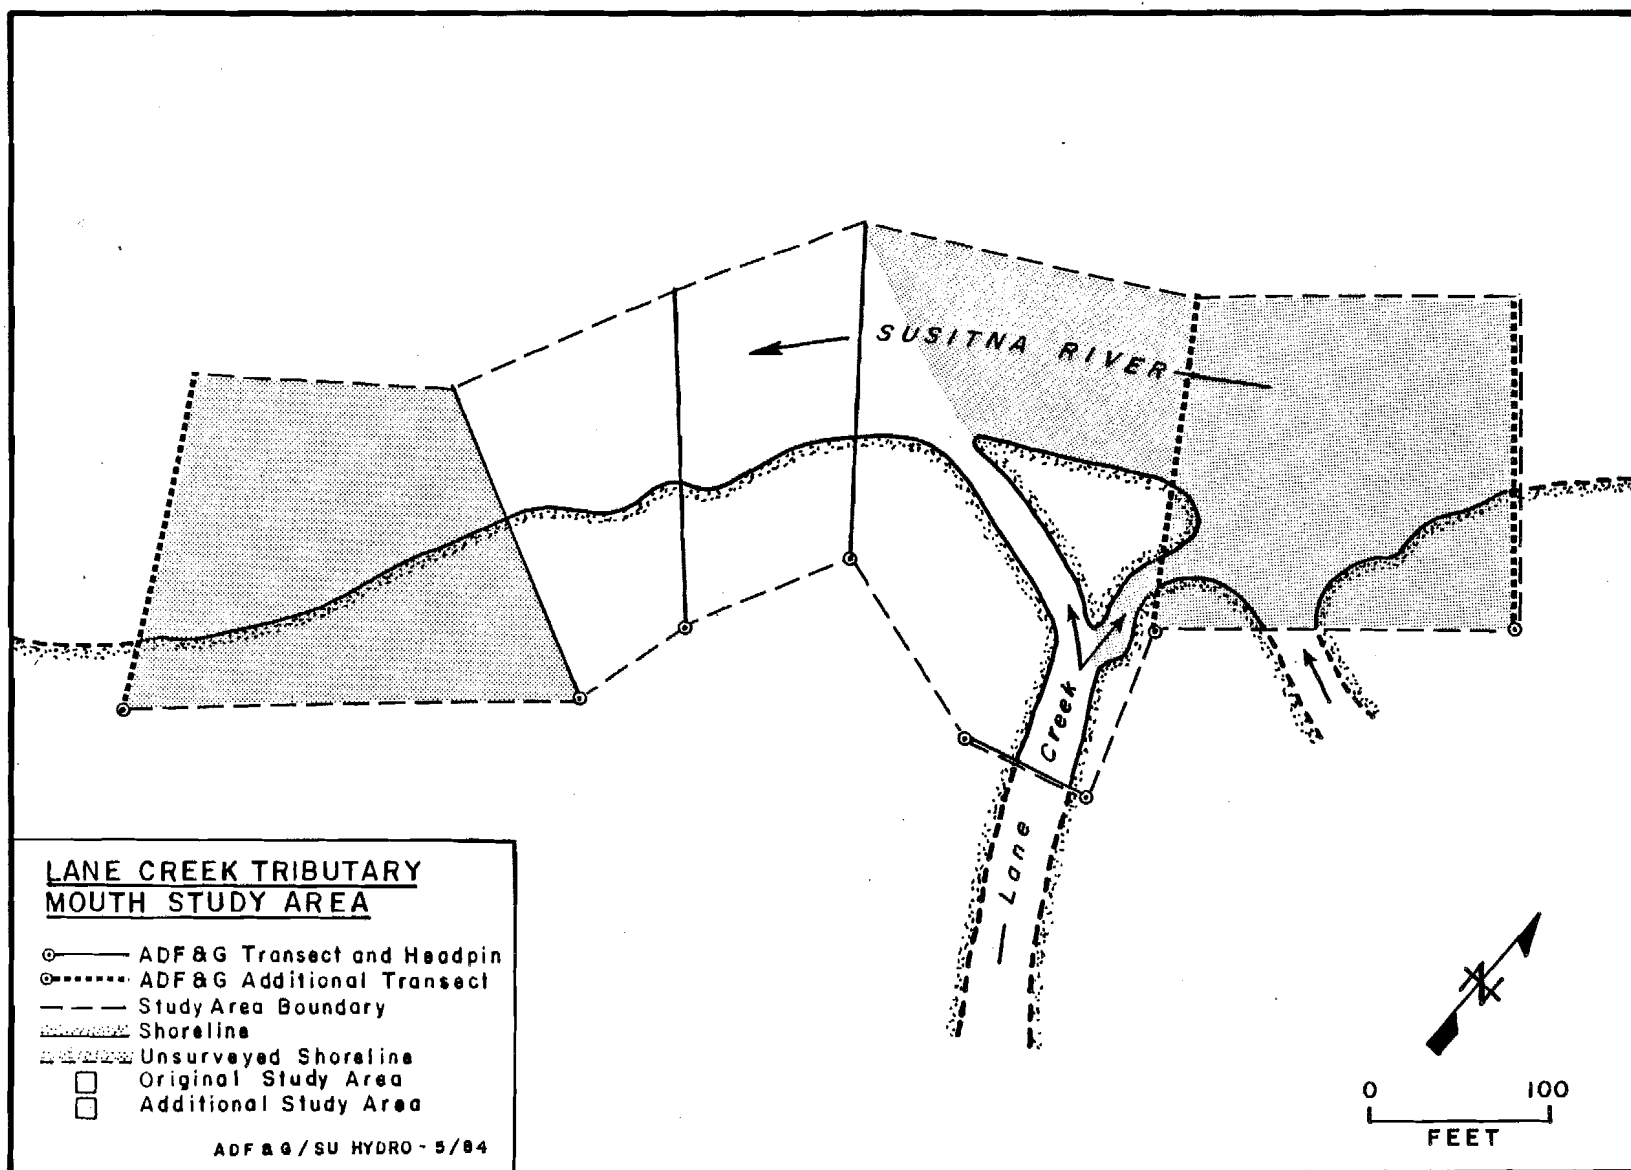 SUSITNA RIVER
Lane Creek
LANE CREEK TRIBUTARY
MOUTH STUDY AREA
ADF&G Transect and Headpin
ADF&G Additional Transect
Study Area Boundary
Shoreline
Unsurveyed Shoreline
Original Study Area
Additional Study Area
ADF&G/SU HYDRO - 5/84
N
0 100
FEET